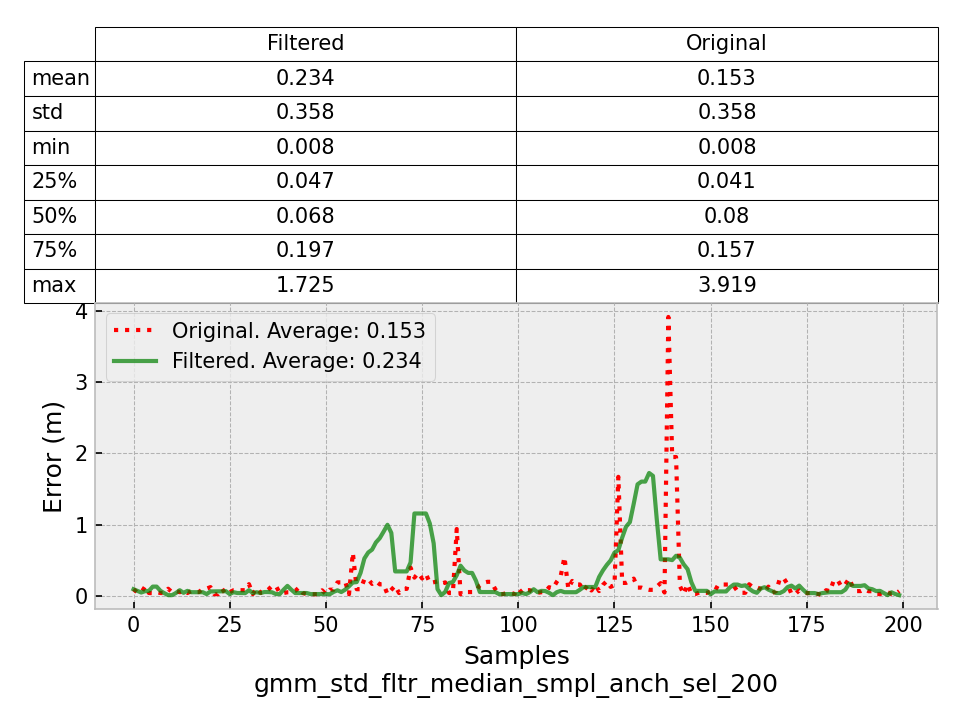 Filtered Original
mean 0.234 0.153
std 0.358 0.358
min 0.008 0.008
25% 0.047 0.041
50% 0.068 0.08
75% 0.197 0.157
max 1.725 3.919
Original. Average: 0.153
Filtered. Average: 0.234
4
3
2
1
0
Error (m)
0 25 50 75 100 125 150 175 200
Samples
gmm_std_fltr_median_smpl_anch_sel_200